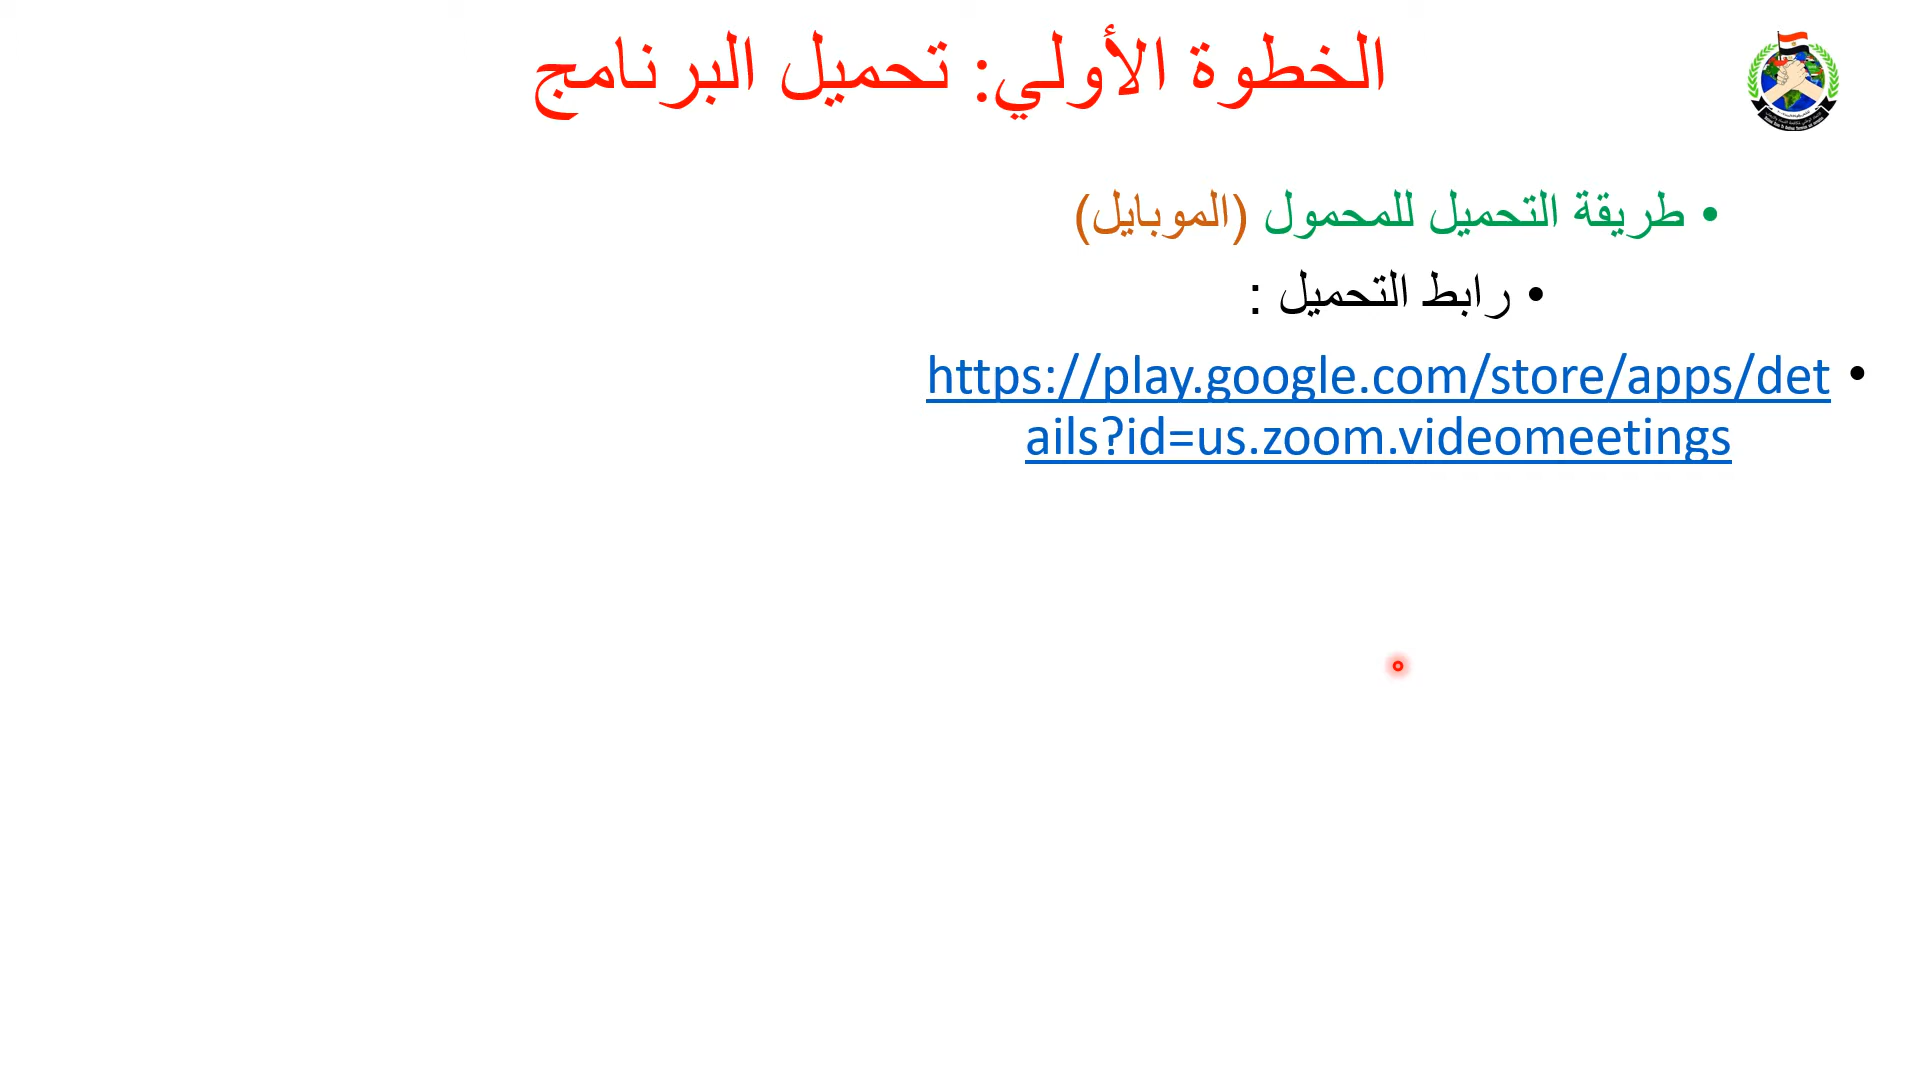 الخطوة الأولي: تحميل البرنامج
• طريقة التحميل للمحمول (الموبايل)
• رابط التحميل :
• https://play.google.com/store/apps/det
ails?id=us.zoom.videomeetings